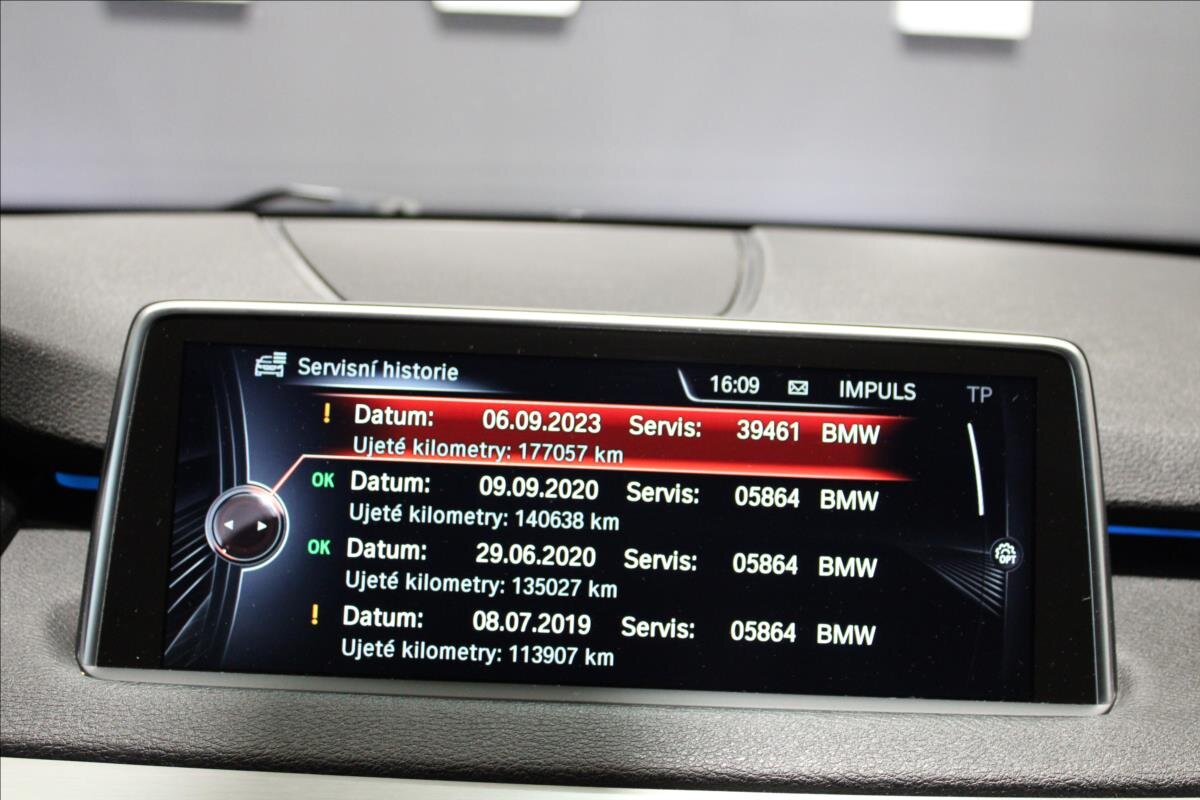 Servisní historie 16:09 IMPULS TP
! Datum: 06.09.2023 Servis: 39461 BMW
Ujeté kilometry: 177057 km
OK Datum: 09.09.2020 Servis: 05864 BMW
Ujeté kilometry: 140638 km
OK Datum: 29.06.2020 Servis: 05864 BMW
OPT
Ujeté kilometry: 135027 km
! Datum: 08.07.2019 Servis: 05864 BMW
Ujeté kilometry: 113907 km